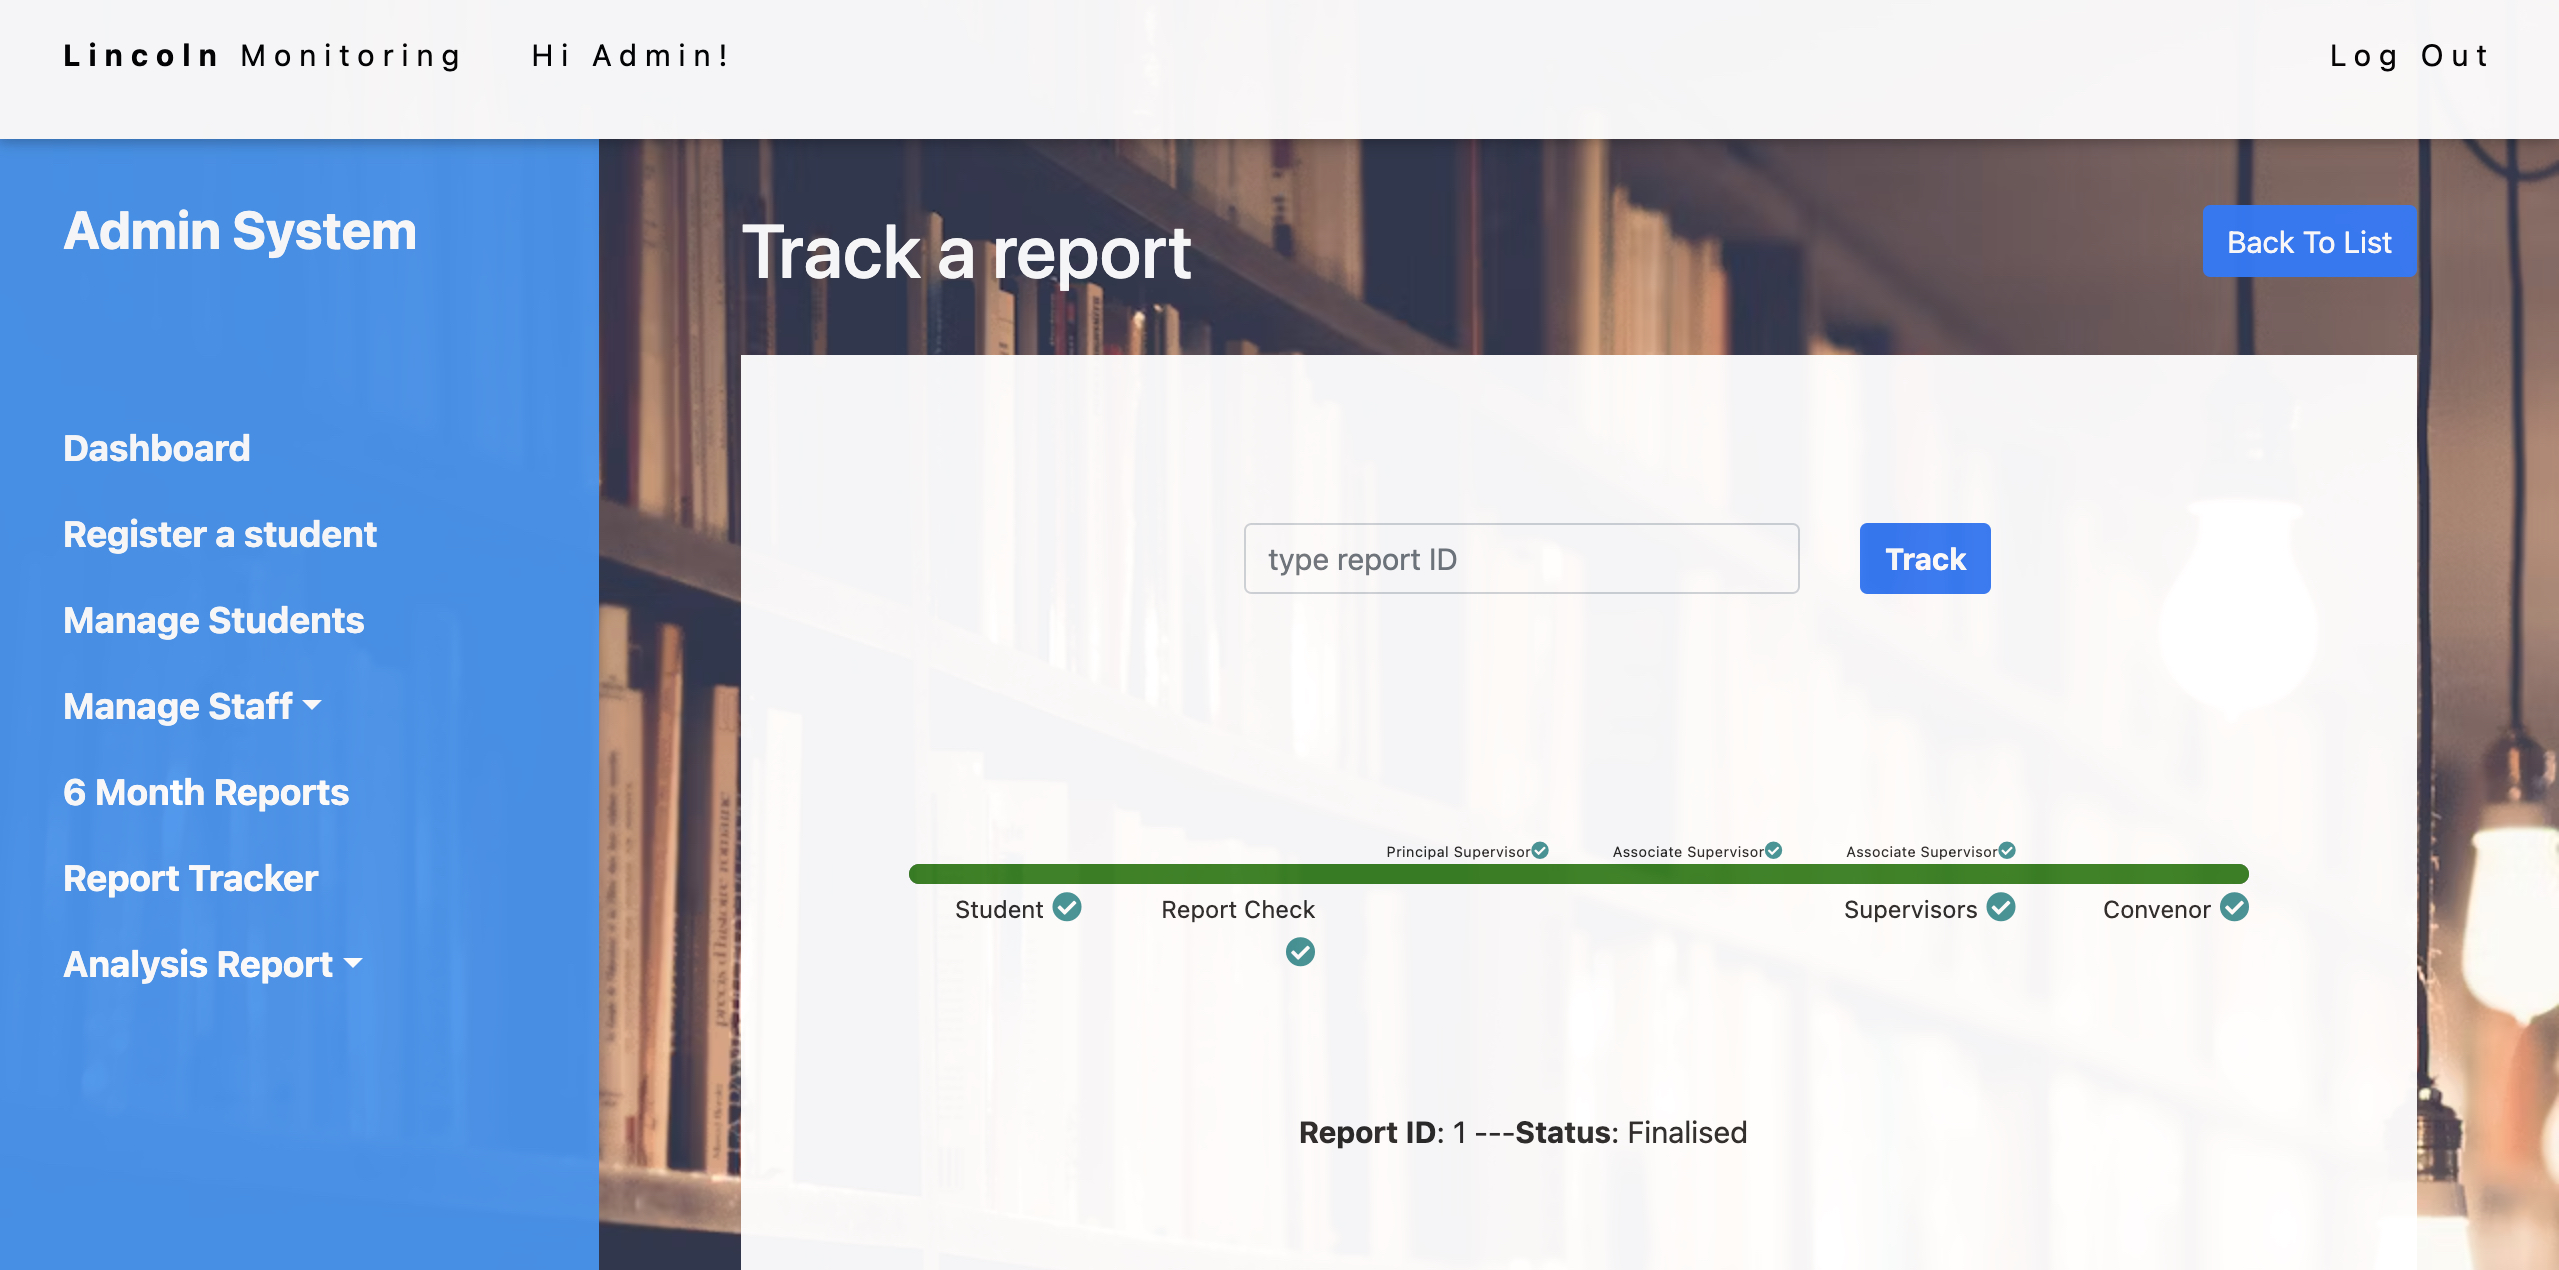 Lincoln Monitoring
Hi Admin!
Log Out
Admin System
Dashboard
Register a student
Manage Students
Manage Staff
6 Month Reports
Report Tracker
Analysis Report
Track a report
Back To List
type report ID
Track
Principal Supervisor
Associate Supervisor
Associate Supervisor
Student
Report Check
Supervisors
Convenor
Report ID: 1 ---Status: Finalised